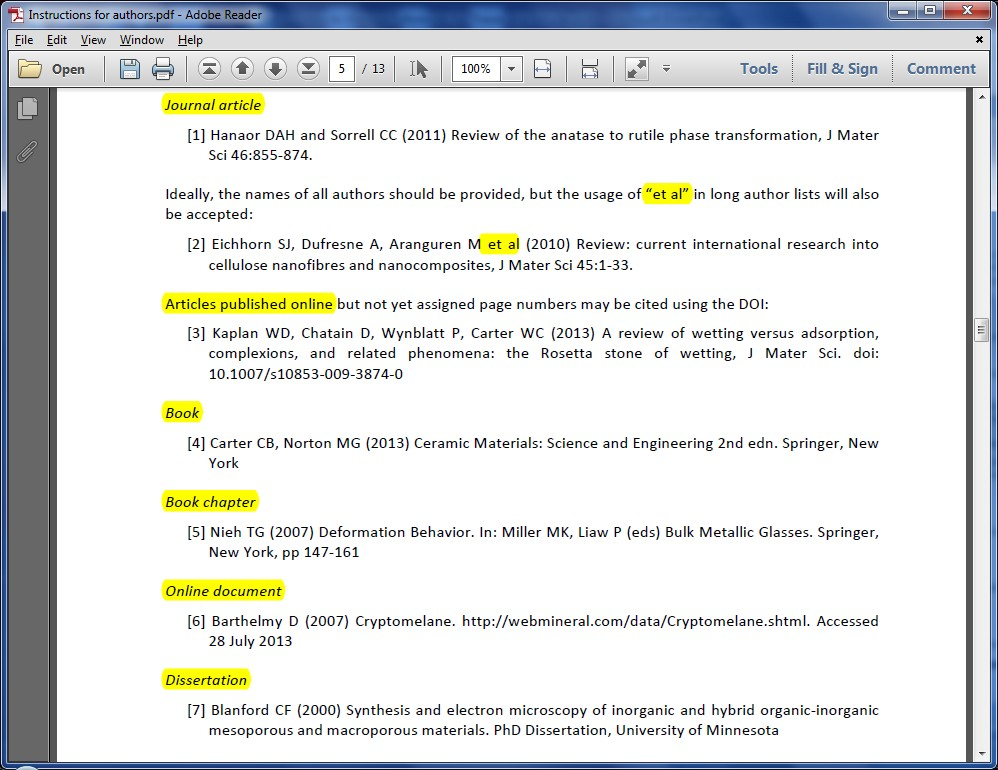 Instructions for authors.pdf - Adobe Reader
File Edit View Window Help
Open 5 / 13 100% Tools Fill & Sign Comment
Journal article
[1] Hanaor DAH and Sorrell CC (2011) Review of the anatase to rutile phase transformation, J Mater
Sci 46:855-874.
Ideally, the names of all authors should be provided, but the usage of “et al” in long author lists will also
be accepted:
[2] Eichhorn SJ, Dufresne A, Aranguren M et al (2010) Review: current international research into
cellulose nanofibres and nanocomposites, J Mater Sci 45:1-33.
Articles published online but not yet assigned page numbers may be cited using the DOI:
[3] Kaplan WD, Chatain D, Wynblatt P, Carter WC (2013) A review of wetting versus adsorption,
complexions, and related phenomena: the Rosetta stone of wetting, J Mater Sci. doi:
10.1007/s10853-009-3874-0
Book
[4] Carter CB, Norton MG (2013) Ceramic Materials: Science and Engineering 2nd edn. Springer, New
York
Book chapter
[5] Nieh TG (2007) Deformation Behavior. In: Miller MK, Liaw P (eds) Bulk Metallic Glasses. Springer,
New York, pp 147-161
Online document
[6] Barthelmy D (2007) Cryptomelane. http://webmineral.com/data/Cryptomelane.shtml. Accessed
28 July 2013
Dissertation
[7] Blanford CF (2000) Synthesis and electron microscopy of inorganic and hybrid organic-inorganic
mesoporous and macroporous materials. PhD Dissertation, University of Minnesota